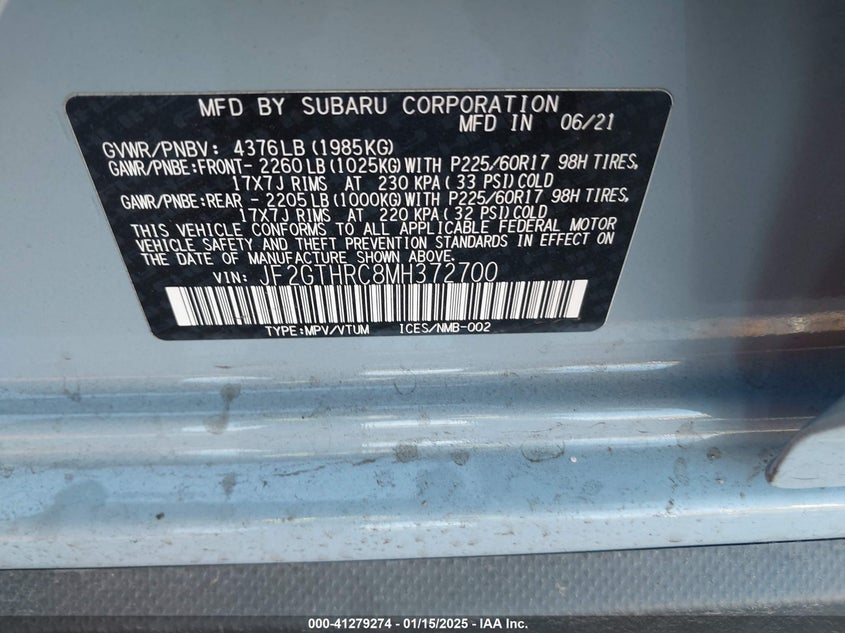 MFD BY SUBARU CORPORATION
MFD IN 06/21
GVWR/PNBV: 4376LB (1985KG)
GAWR/PNBE:FRONT- 2260 LB (1025KG) WITH P225/60R17 98H TIRES,
17X7J RIMS AT 230 KPA ( 33 PSI) COLD
GAWR/PNBE:REAR - 2205 LB (1000KG) WITH P225/60R17 98H TIRES,
17X7J RIMS AT 220 KPA ( 32 PSI) COLD
THIS VEHICLE CONFORMS TO ALL APPLICABLE FEDERAL MOTOR
VEHICLE SAFETY AND THEFT PREVENTION STANDARDS IN EFFECT ON
THE DATE OF MANUFACTURE SHOWN ABOVE.
VIN: JF2GTHRC8MH372700
TYPE:MPV/VTUM ICES/NMB-002
000-41279274 — 01/15/2025 — IAA Inc.